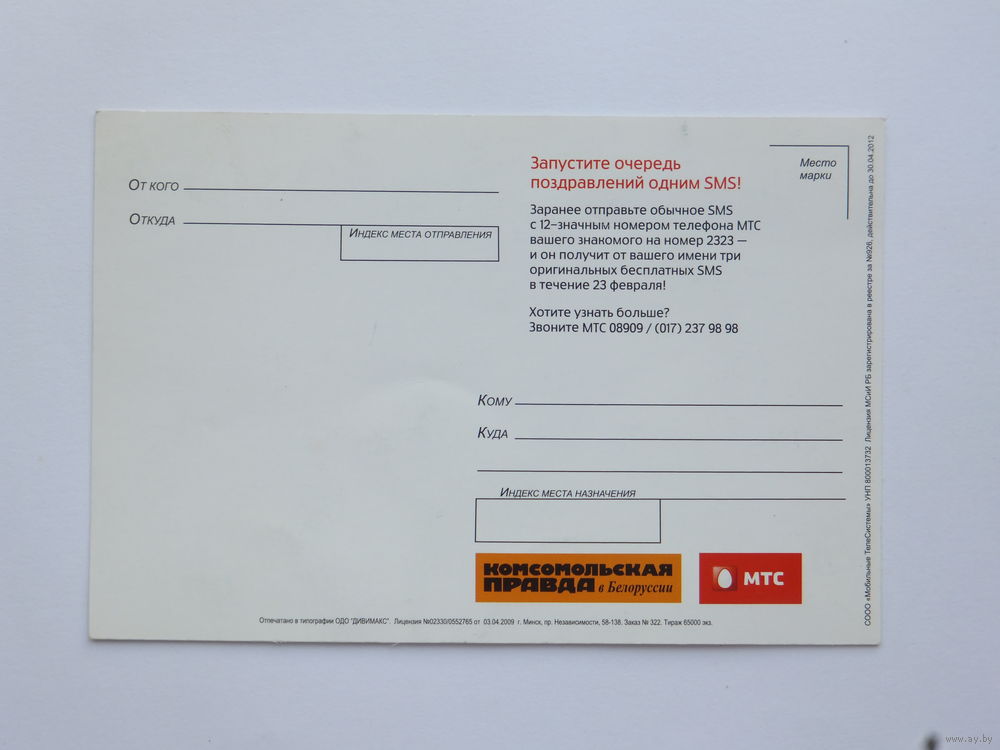 От кого
Откуда
Индекс места отправления
Запустите очередь
поздравлений одним SMS!
Заранее отправьте обычное SMS
с 12-значным номером телефона МТС
вашего знакомого на номер 2323 —
и он получит от вашего имени три
оригинальных бесплатных SMS
в течение 23 февраля!
Хотите узнать больше?
Звоните МТС 08909 / (017) 237 98 98
Место
марки
Кому
Куда
Индекс места назначения
КОМСОМОЛЬСКАЯ
ПРАВДА в Белоруссии
МТС
Отпечатано в типографии ОДО "ДИВИМАКС". Лицензия №02330/0552765 от 03.04.2009 г. Минск, пр. Независимости, 58-138. Заказ № 322. Тираж 65000 экз.
СООО «Мобильные ТелеСистемы» УНП 800013732 Лицензия МСиИ РБ зарегистрирована в реестре за №926, действительна до 30.04.2012
www.ay.by